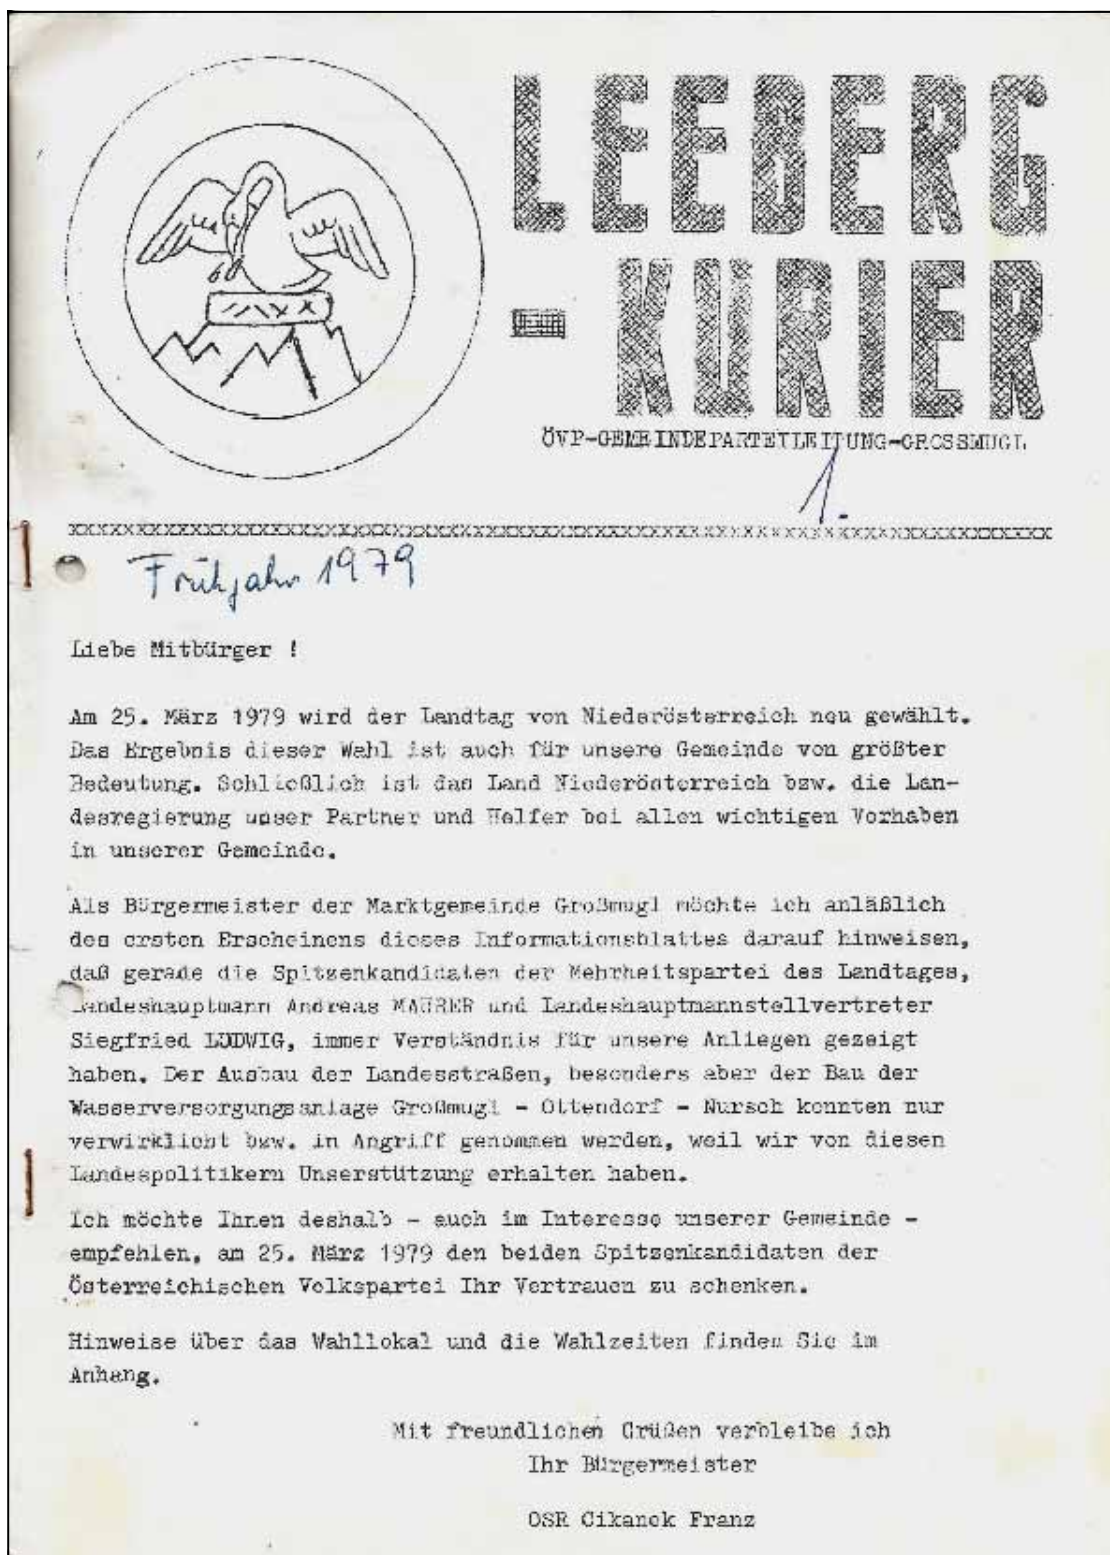 LEEBERG
- KURIER
ÖVP-GEMEINDEPARTEILEITUNG-GROSSMUGL
1.
xxxxxxxxxxxxxxxxxxxxxxxxxxxxxxxxxxxxxxxxxxxxxxxxxxxxxxxxxxxxxxxxxxxxxxxxx
Frühjahr 1979
Liebe Mitbürger !
Am 25. März 1979 wird der Landtag von Niederösterreich neu gewählt.
Das Ergebnis dieser Wahl ist auch für unsere Gemeinde von größter
Bedeutung. Schließlich ist das Land Niederösterreich bzw. die Lan-
desregierung unser Partner und Helfer bei allen wichtigen Vorhaben
in unserer Gemeinde.
Als Bürgermeister der Marktgemeinde Großmugl möchte ich anläßlich
des ersten Erscheinens dieses Informationsblattes darauf hinweisen,
daß gerade die Spitzenkandidaten der Mehrheitspartei des Landtages,
Landeshauptmann Andreas MAURER und Landeshauptmannstellvertreter
Siegfried LUDWIG, immer Verständnis für unsere Anliegen gezeigt
haben. Der Ausbau der Landesstraßen, besonders aber der Bau der
Wasserversorgungsanlage Großmugl - Ottendorf - Nursch konnten nur
verwirklicht bzw. in Angriff genommen werden, weil wir von diesen
Landespolitikern Unserstützung erhalten haben.
Ich möchte Ihnen deshalb - auch im Interesse unserer Gemeinde -
empfehlen, am 25. März 1979 den beiden Spitzenkandidaten der
Österreichischen Volkspartei Ihr Vertrauen zu schenken.
Hinweise über das Wahllokal und die Wahlzeiten finden Sie im
Anhang.
Mit freundlichen Grüßen verbleibe ich
Ihr Bürgermeister
OSR Cikanek Franz